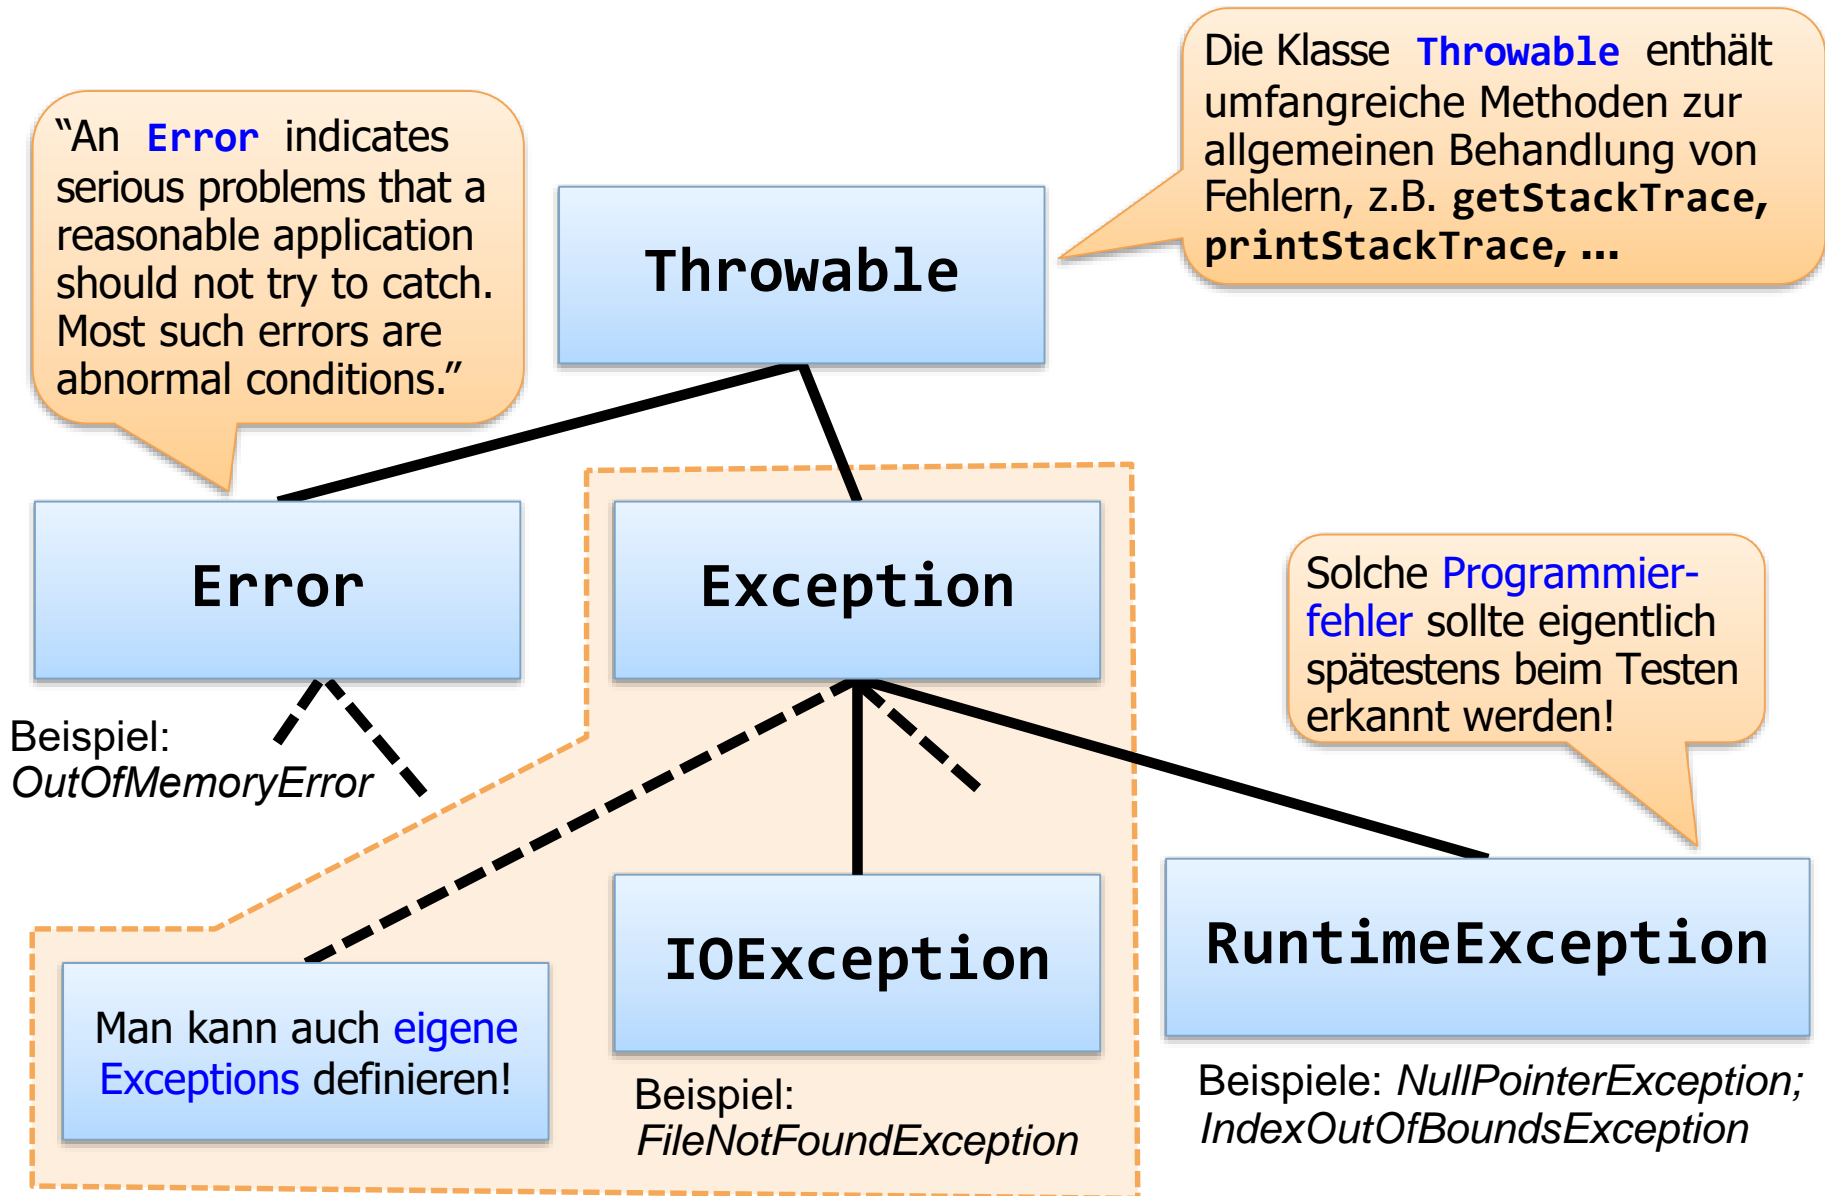 Die Klasse Throwable enthält
umfangreiche Methoden zur
allgemeinen Behandlung von
Fehlern, z.B. getStackTrace,
printStackTrace, ...
“An Error indicates
serious problems that a
reasonable application
should not try to catch.
Most such errors are
abnormal conditions.”
Throwable
Error
Exception
Solche Programmier-
fehler sollte eigentlich
spätestens beim Testen
erkannt werden!
Beispiel:
OutOfMemoryError
Man kann auch eigene
Exceptions definieren!
IOException
RuntimeException
Beispiel:
FileNotFoundException
Beispiele: NullPointerException;
IndexOutOfBoundsException